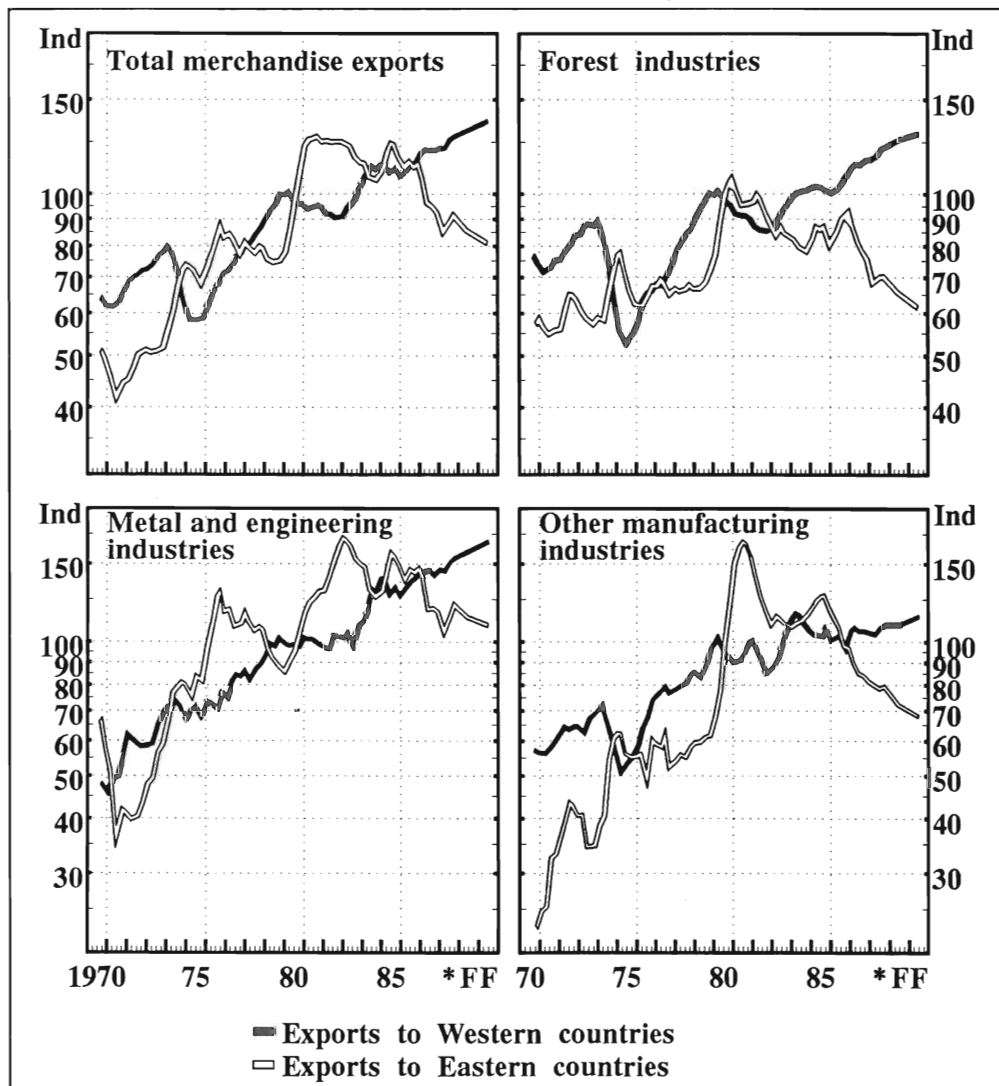 Ind
Total merchandise exports
150
100
90
80
70
60
50
40
Ind
Forest industries
150
100
90
80
70
60
50
40
Ind
Metal and engineering
industries
150
100
90
80
70
60
50
40
30
1970 75 80 85 * FF
Ind
Other manufacturing
industries
150
100
90
80
70
60
50
40
30
70 75 80 85 * FF
Exports to Western countries
Exports to Eastern countries